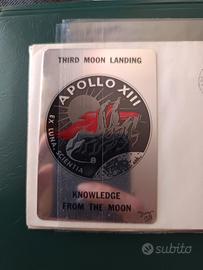 THIRD MOON LANDING
APOLLO XIII
EX LUNA, SCIENTIA
KNOWLEDGE
FROM THE MOON
subito